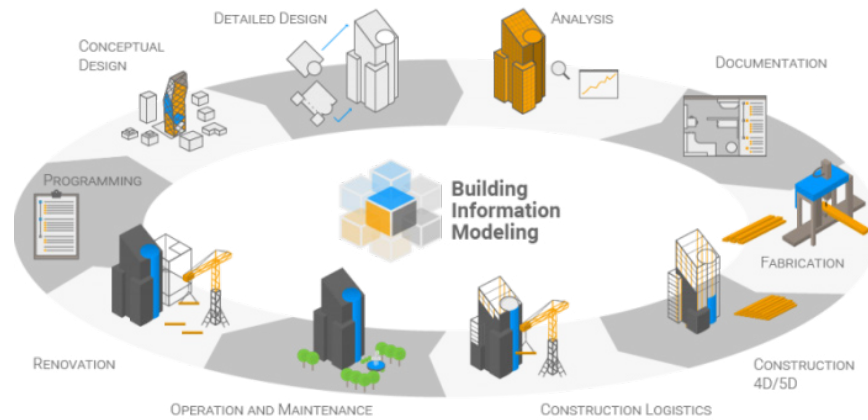 DETAILED DESIGN
ANALYSIS
CONCEPTUAL
DESIGN
DOCUMENTATION
PROGRAMMING
Building
Information
Modeling
FABRICATION
RENOVATION
CONSTRUCTION
4D/5D
OPERATION AND MAINTENANCE
CONSTRUCTION LOGISTICS